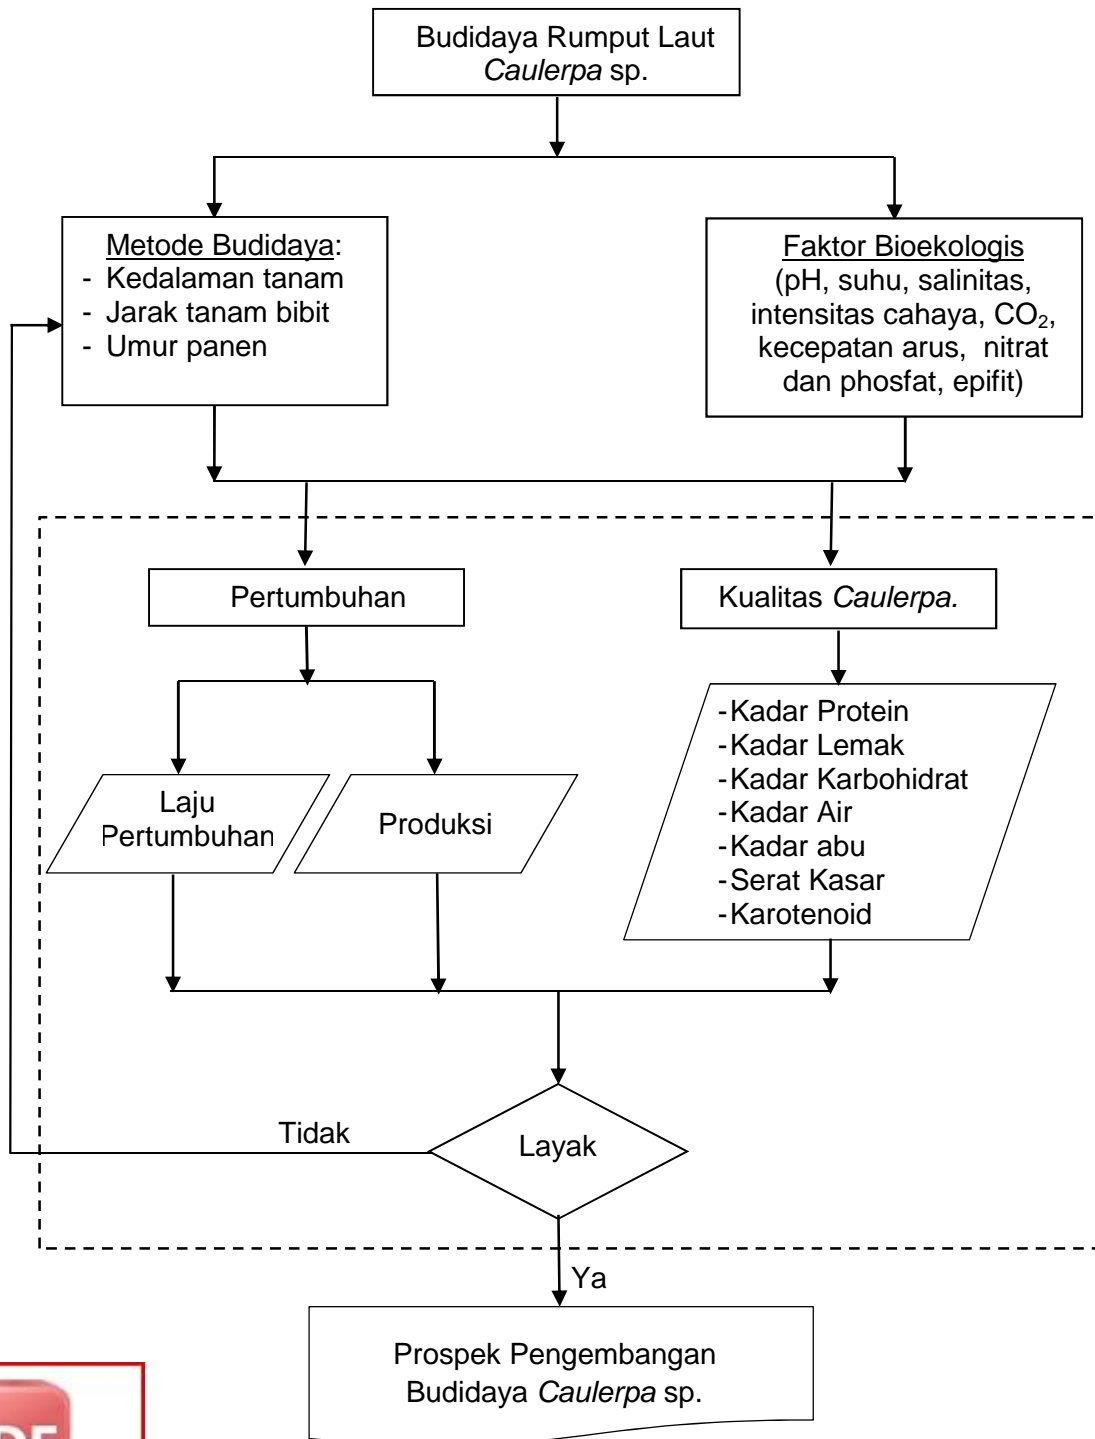 Budidaya Rumput Laut
Caulerpa sp.
Metode Budidaya:
- Kedalaman tanam
- Jarak tanam bibit
- Umur panen
Faktor Bioekologis
(pH, suhu, salinitas,
intensitas cahaya, CO₂,
kecepatan arus, nitrat
dan phosfat, epifit)
Pertumbuhan
Kualitas Caulerpa.
Laju
Pertumbuhan
Produksi
-Kadar Protein
-Kadar Lemak
-Kadar Karbohidrat
-Kadar Air
-Kadar abu
-Serat Kasar
-Karotenoid
Layak
Tidak
Ya
Prospek Pengembangan
Budidaya Caulerpa sp.